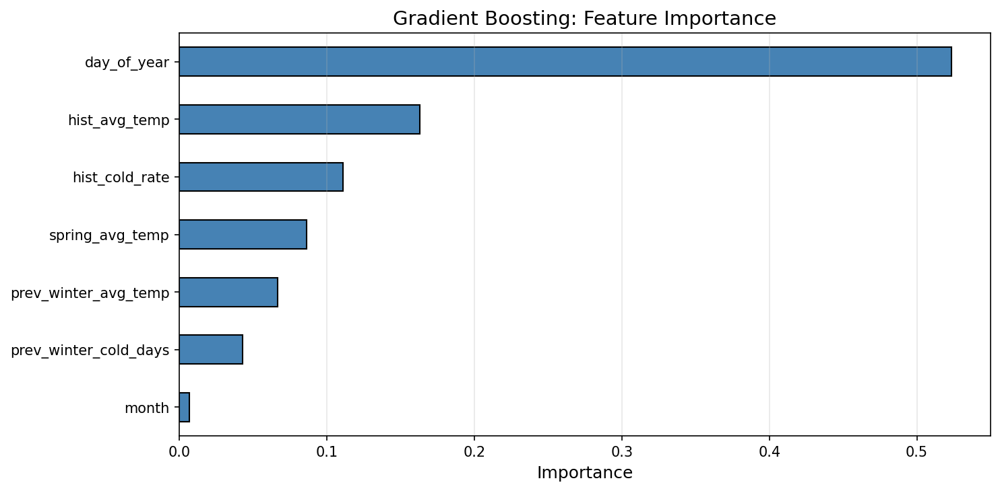 Gradient Boosting: Feature Importance
day_of_year
hist_avg_temp
hist_cold_rate
spring_avg_temp
prev_winter_avg_temp
prev_winter_cold_days
month
0.0 0.1 0.2 0.3 0.4 0.5
Importance